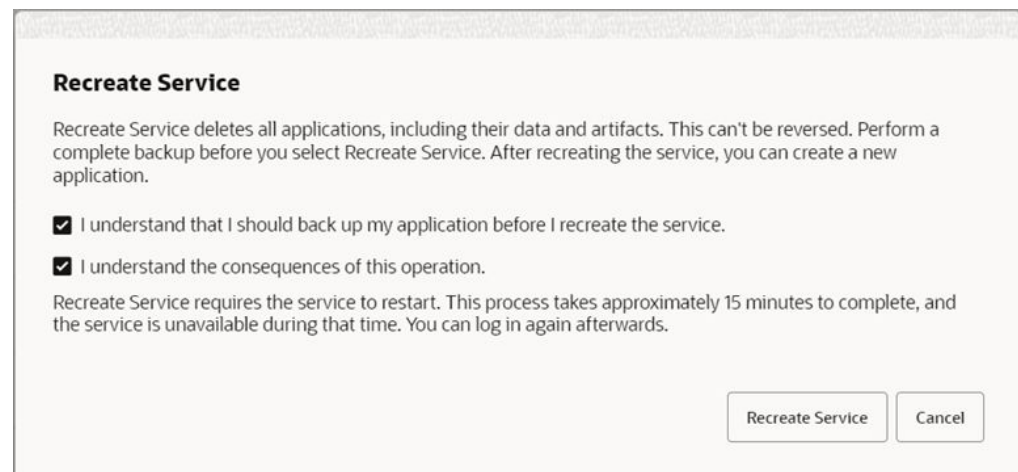 Recreate Service
Recreate Service deletes all applications, including their data and artifacts. This can't be reversed. Perform a
complete backup before you select Recreate Service. After recreating the service, you can create a new
application.
I understand that I should back up my application before I recreate the service.
I understand the consequences of this operation.
Recreate Service requires the service to restart. This process takes approximately 15 minutes to complete, and
the service is unavailable during that time. You can log in again afterwards.
Recreate Service Cancel